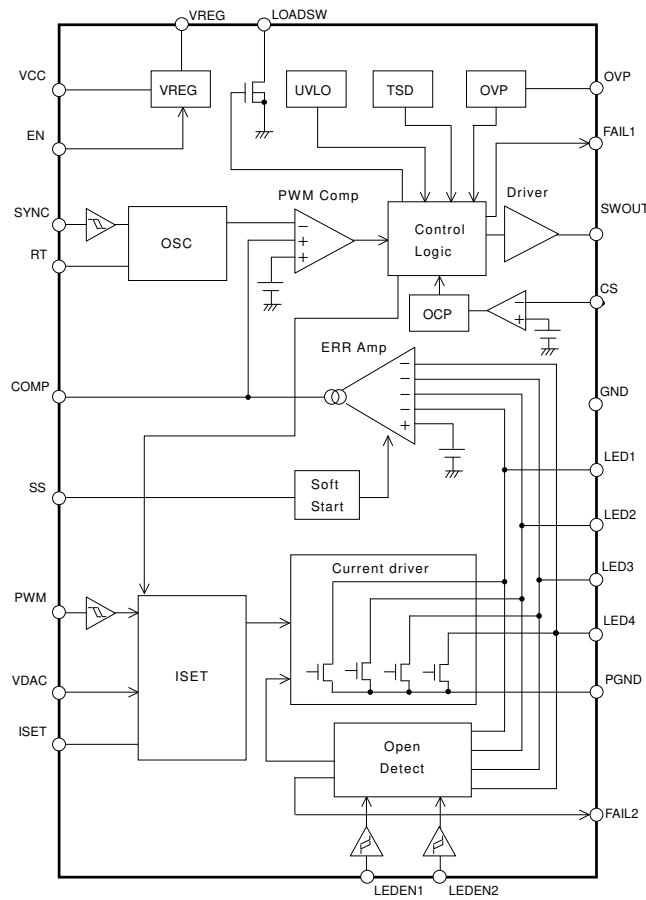 VREG
LOADSW
VCC
VREG
UVLO
TSD
OVP
OVP
EN
FAIL1
SYNC
PWM Comp
Driver
SWOUT
OSC
−
+
+
Control
Logic
RT
CS
OCP
−
+
ERR Amp
COMP
−
−
−
−
+
GND
LED1
SS
Soft
Start
LED2
Current driver
LED3
PWM
LED4
ISET
VDAC
PGND
ISET
Open
Detect
FAIL2
LEDEN1
LEDEN2